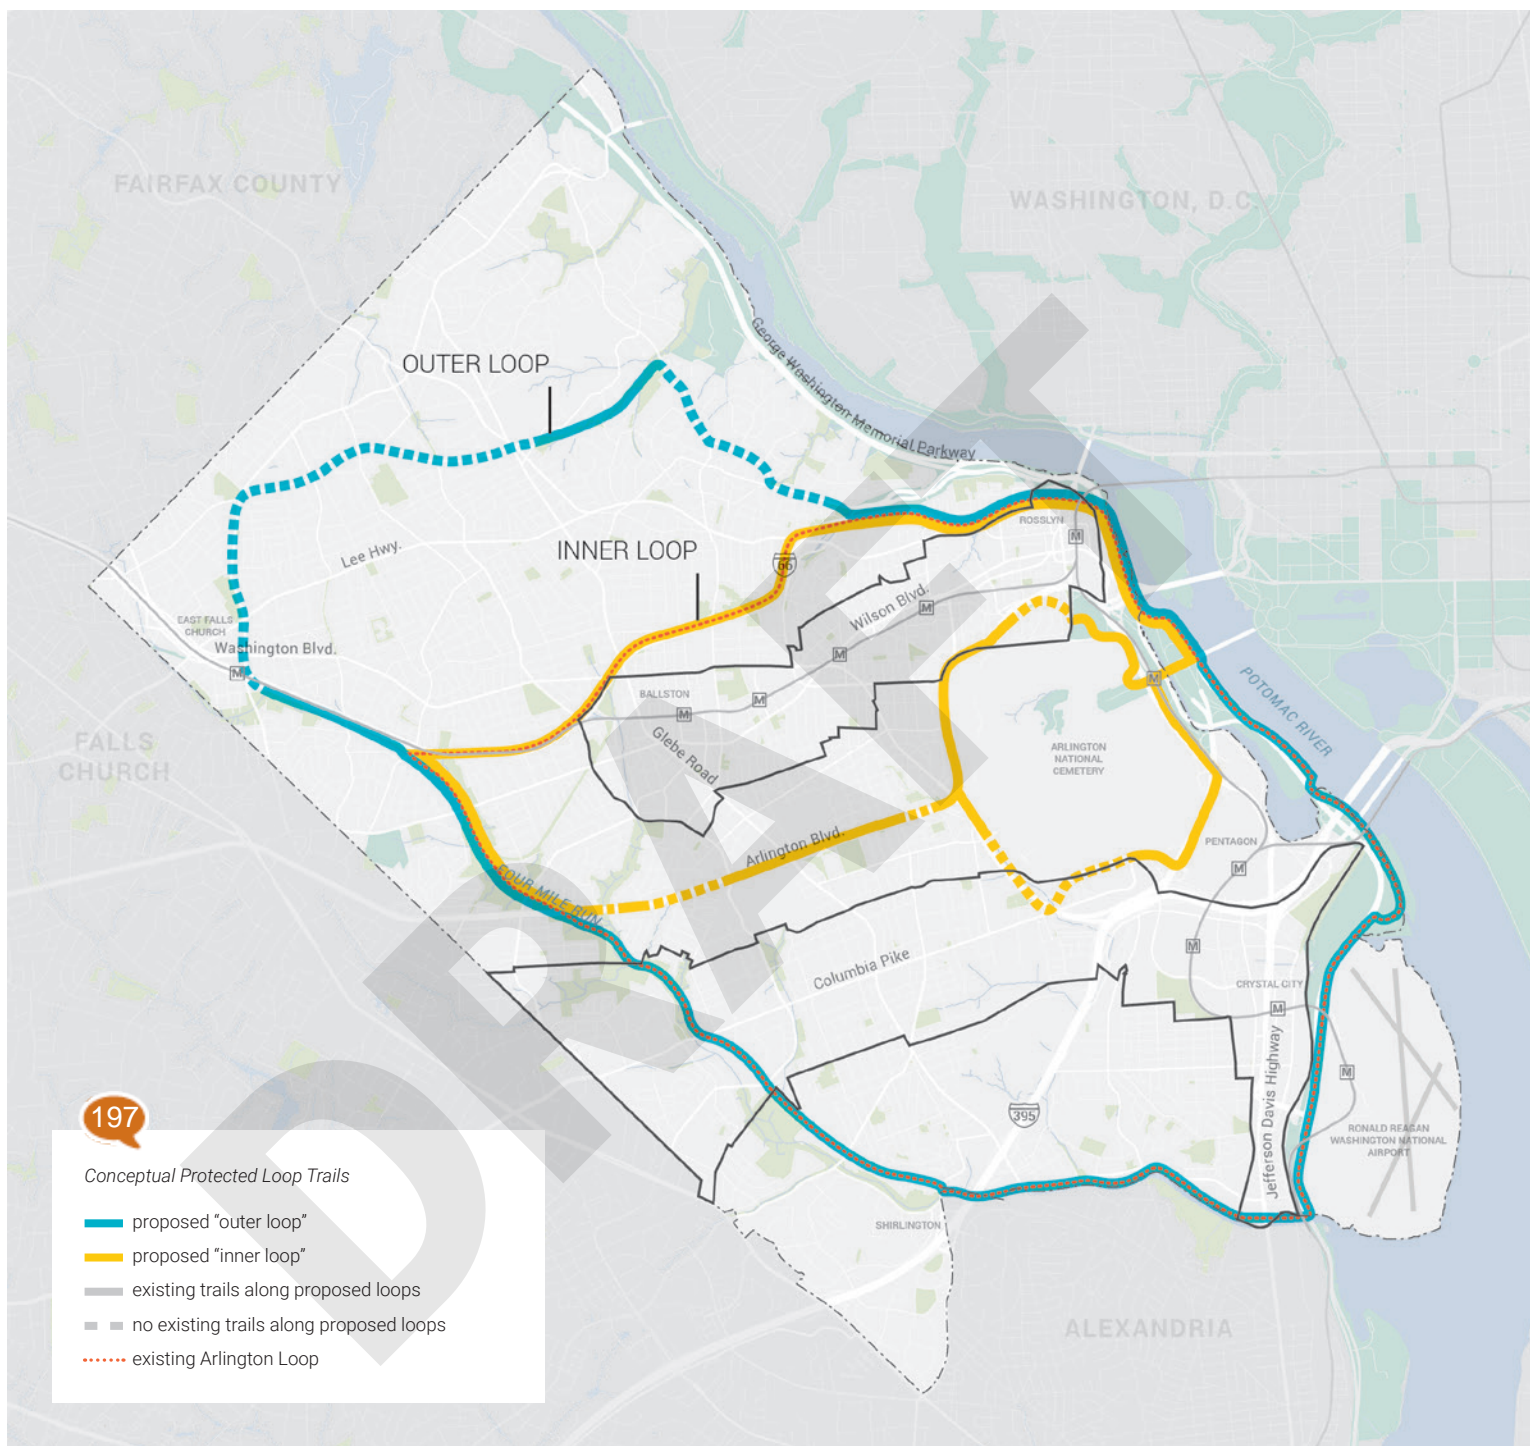 FAIRFAX COUNTY
WASHINGTON, D.C.
George Washington Memorial Parkway
OUTER LOOP
INNER LOOP
Lee Hwy.
66
ROSSLYN
M
Wilson Blvd.
M
EAST FALLS
CHURCH
Washington Blvd.
M
M
BALLSTON
M
M
M
Glebe Road
POTOMAC RIVER
FALLS
CHURCH
ARLINGTON
NATIONAL
CEMETERY
Arlington Blvd.
PENTAGON
M
FOUR MILE RUN
Columbia Pike
M
CRYSTAL CITY
M
Jefferson Davis Highway
M
395
RONALD REAGAN
WASHINGTON NATIONAL
AIRPORT
SHIRLINGTON
ALEXANDRIA
DRAFT
197
Conceptual Protected Loop Trails
proposed “outer loop”
proposed “inner loop”
existing trails along proposed loops
no existing trails along proposed loops
existing Arlington Loop